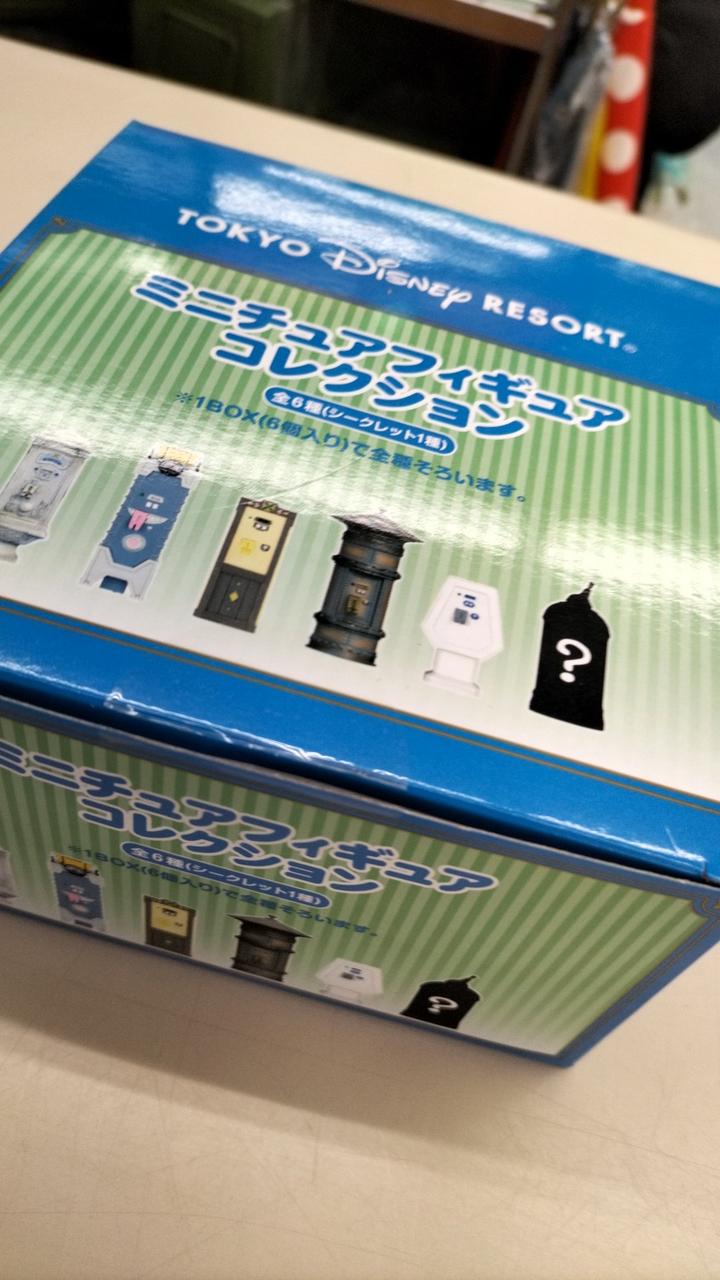 TOKYO Disney RESORT®
ミニチュアフィギュア
コレクション
全6種(シークレット1種)
※1BOX(6個入り)で全種そろいます。
?
ミニチュアフィギュア
コレクション
全6種(シークレット1種)
※1BOX(6個入り)で全種そろいます。
?